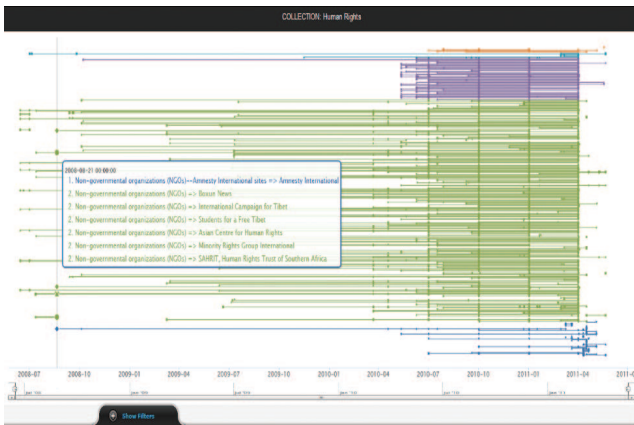 COLLECTION: Human Rights
2008-08-21 00:00:00
1. Non-governmental organizations (NGOs)--Amnesty International sites => Amnesty International
2. Non-governmental organizations (NGOs) => Boxun News
2. Non-governmental organizations (NGOs) => International Campaign for Tibet
2. Non-governmental organizations (NGOs) => Students for a Free Tibet
2. Non-governmental organizations (NGOs) => Asian Centre for Human Rights
2. Non-governmental organizations (NGOs) => Minority Rights Group International
2. Non-governmental organizations (NGOs) => SAHRIT, Human Rights Trust of Southern Africa
2008-07 2008-10 2009-01 2009-04 2009-07 2009-10 2010-01 2010-04 2010-07 2010-10 2011-01 2011-04 2011-0
Show Filters